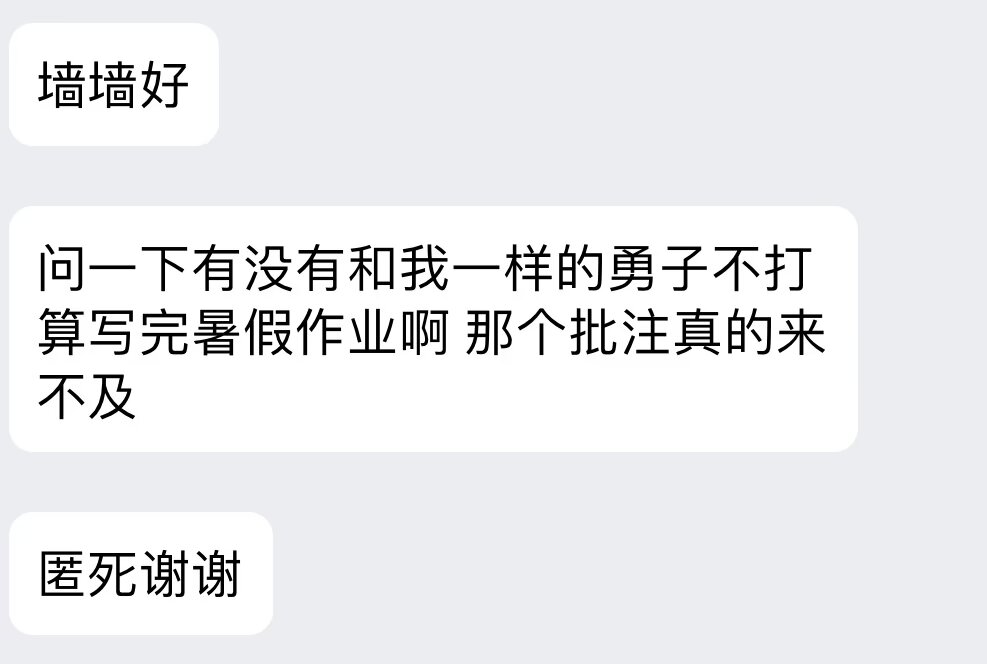 墙墙好
问一下有没有和我一样的勇子不打
算写完暑假作业啊 那个批注真的来
不及
匿死谢谢